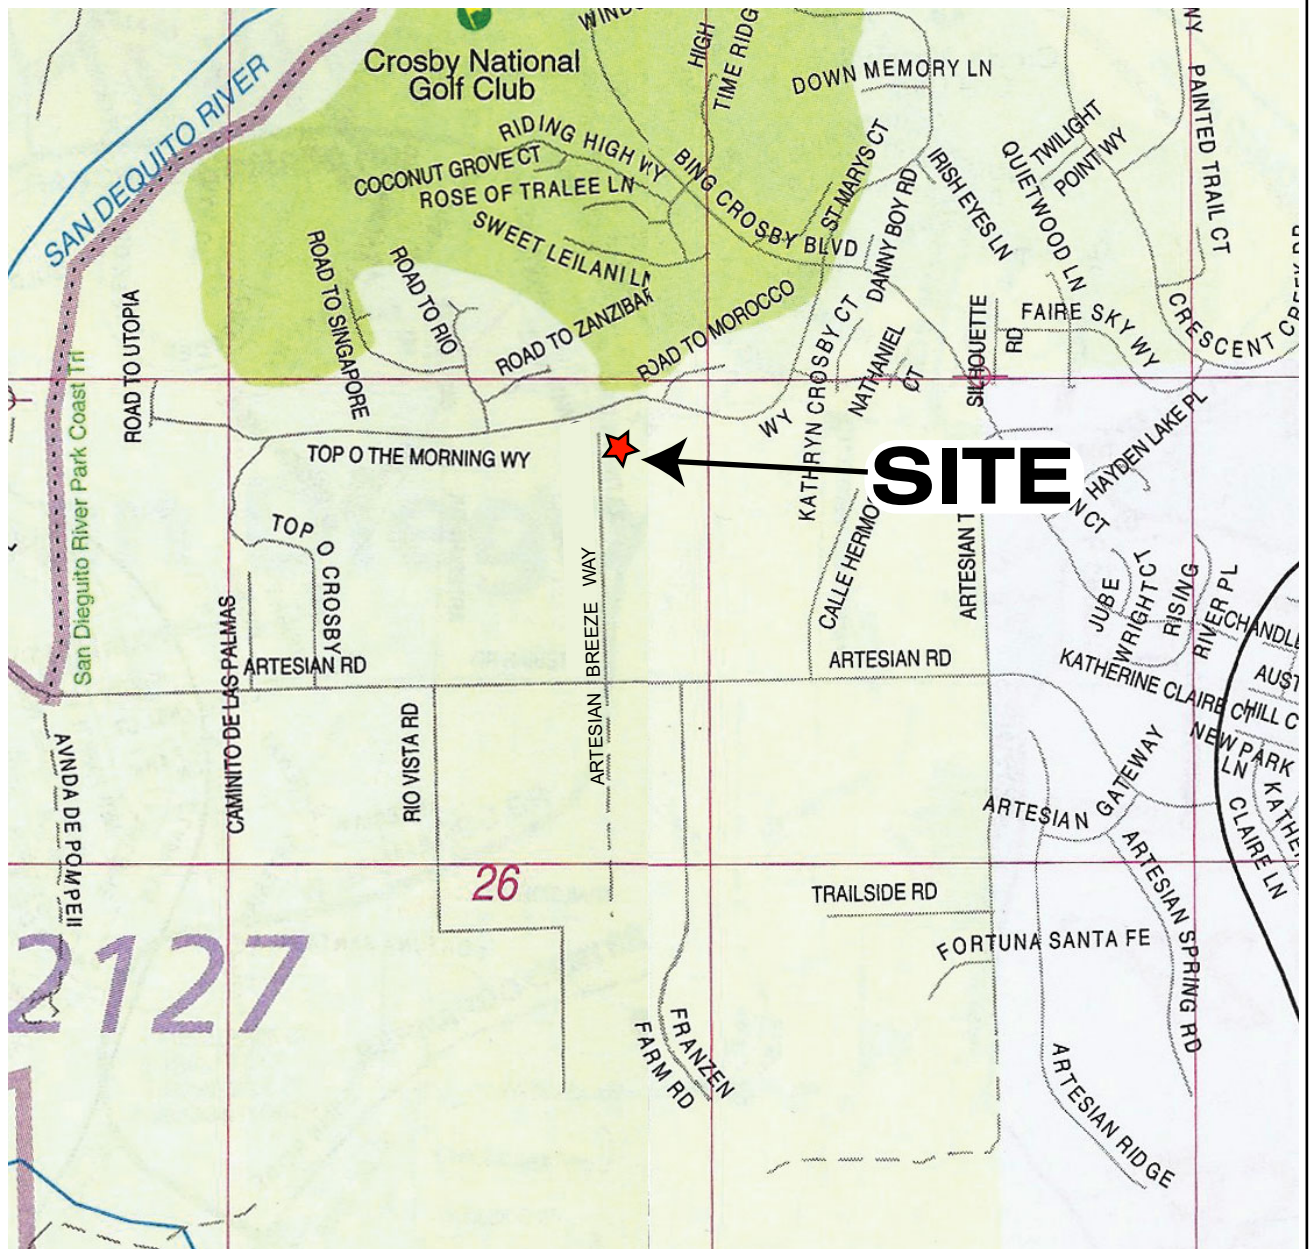 Crosby National
Golf Club
HIGH
TIME RIDG
DOWN MEMORY LN
WY
PAINTED TRAIL CT
SAN DEQUITO RIVER
RIDING HIGH WY
COCONUT GROVE CT
ROSE OF TRALEE LN
SWEET LEILANI LN
BING CROSBY BLVD
ST MARYS CT
DANNY BOY RD
IRISH EYES LN
QUIETWOOD LN
TWILIGHT
POINT WY
ROAD TO UTOPIA
ROAD TO SINGAPORE
ROAD TO RIO
ROAD TO ZANZIBAR
ROAD TO MOROCCO
KATHRYN CROSBY CT
NATHANIEL
CT
SILHOUETTE
RD
FAIRE SKY WY
CRESCENT CREEK RD
WY
TOP O THE MORNING WY
SITE
HAYDEN LAKE PL
N CT
San Dieguito River Park Coast Trl
TOP O CROSBY
ARTESIAN BREEZE WAY
CALLE HERMO
ARTESIAN T
JUBE
WRIGHT CT
RISING
RIVER PL
CHANDLE
ARTESIAN RD
ARTESIAN RD
KATHERINE CLAIRE CT
AUST
HILL C
NEW PARK
LN
KATHE
CLAIRE LN
AVNDA DE POMPEII
CAMINITO DE LAS PALMAS
RIO VISTA RD
ARTESIAN GATEWAY
26
TRAILSIDE RD
ARTESIAN SPRING RD
FORTUNA SANTA FE
2127
FRANZEN
FARM RD
ARTESIAN RIDGE